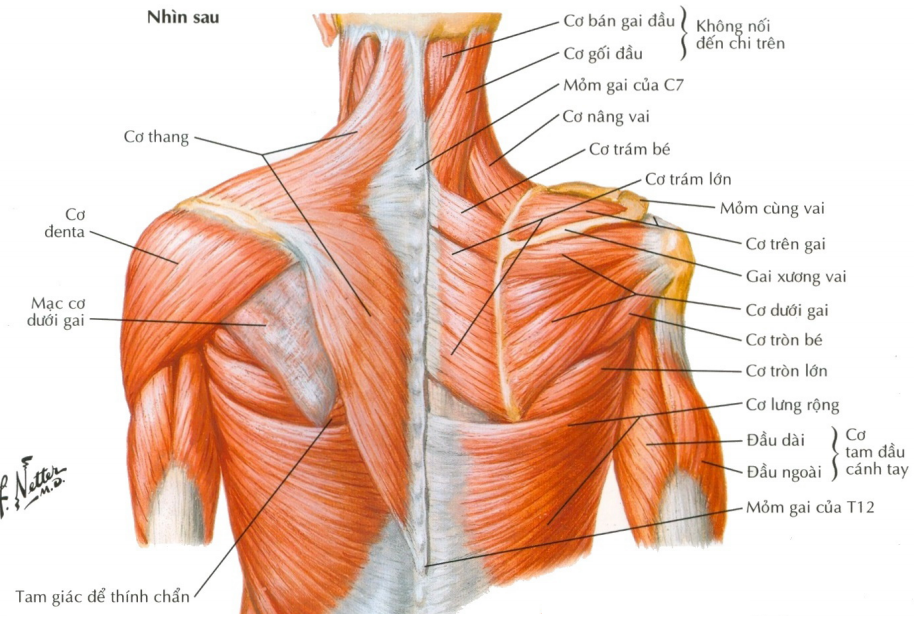 Nhìn sau
Cơ bán gai đầu
Cơ gối đầu
Không nối
đến chi trên
Mỏm gai của C7
Cơ nâng vai
Cơ trám bé
Cơ trám lớn
Mỏm cùng vai
Cơ trên gai
Gai xương vai
Cơ dưới gai
Cơ tròn bé
Cơ tròn lớn
Cơ lưng rộng
Đầu dài
Đầu ngoài
Cơ
tam đầu
cánh tay
Mỏm gai của T12
Cơ thang
Cơ
denta
Mạc cơ
dưới gai
Tam giác để thính chẩn
F. Netter
M.D.